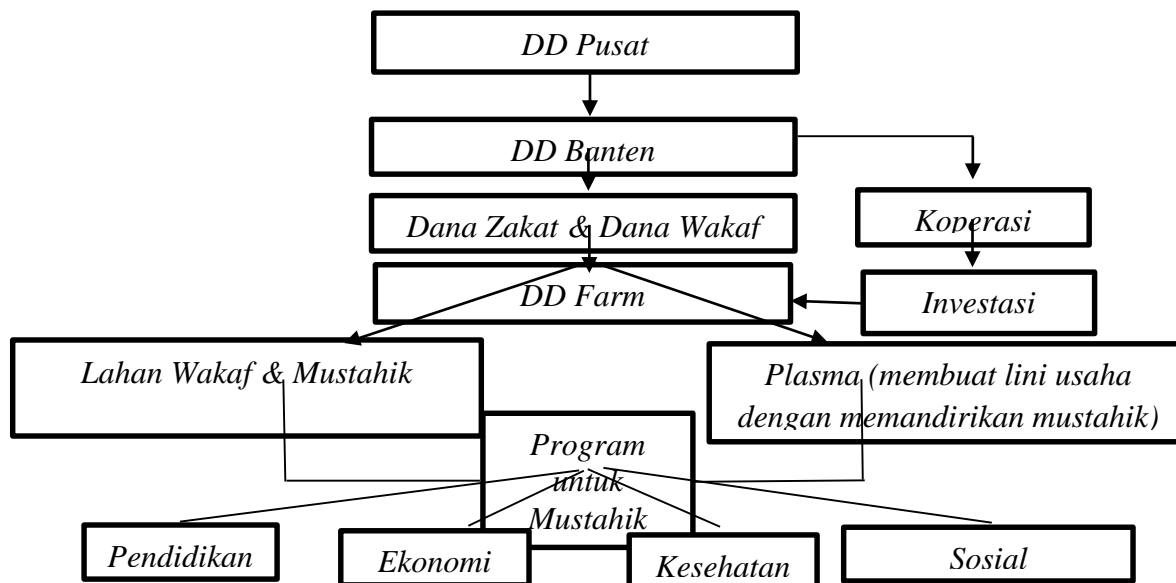 DD Pusat
DD Banten
Dana Zakat & Dana Wakaf
Koperasi
DD Farm
Investasi
Lahan Wakaf & Mustahik
Plasma (membuat lini usaha
dengan memandirikan mustahik)
Program
untuk
Mustahik
Pendidikan
Ekonomi
Kesehatan
Sosial